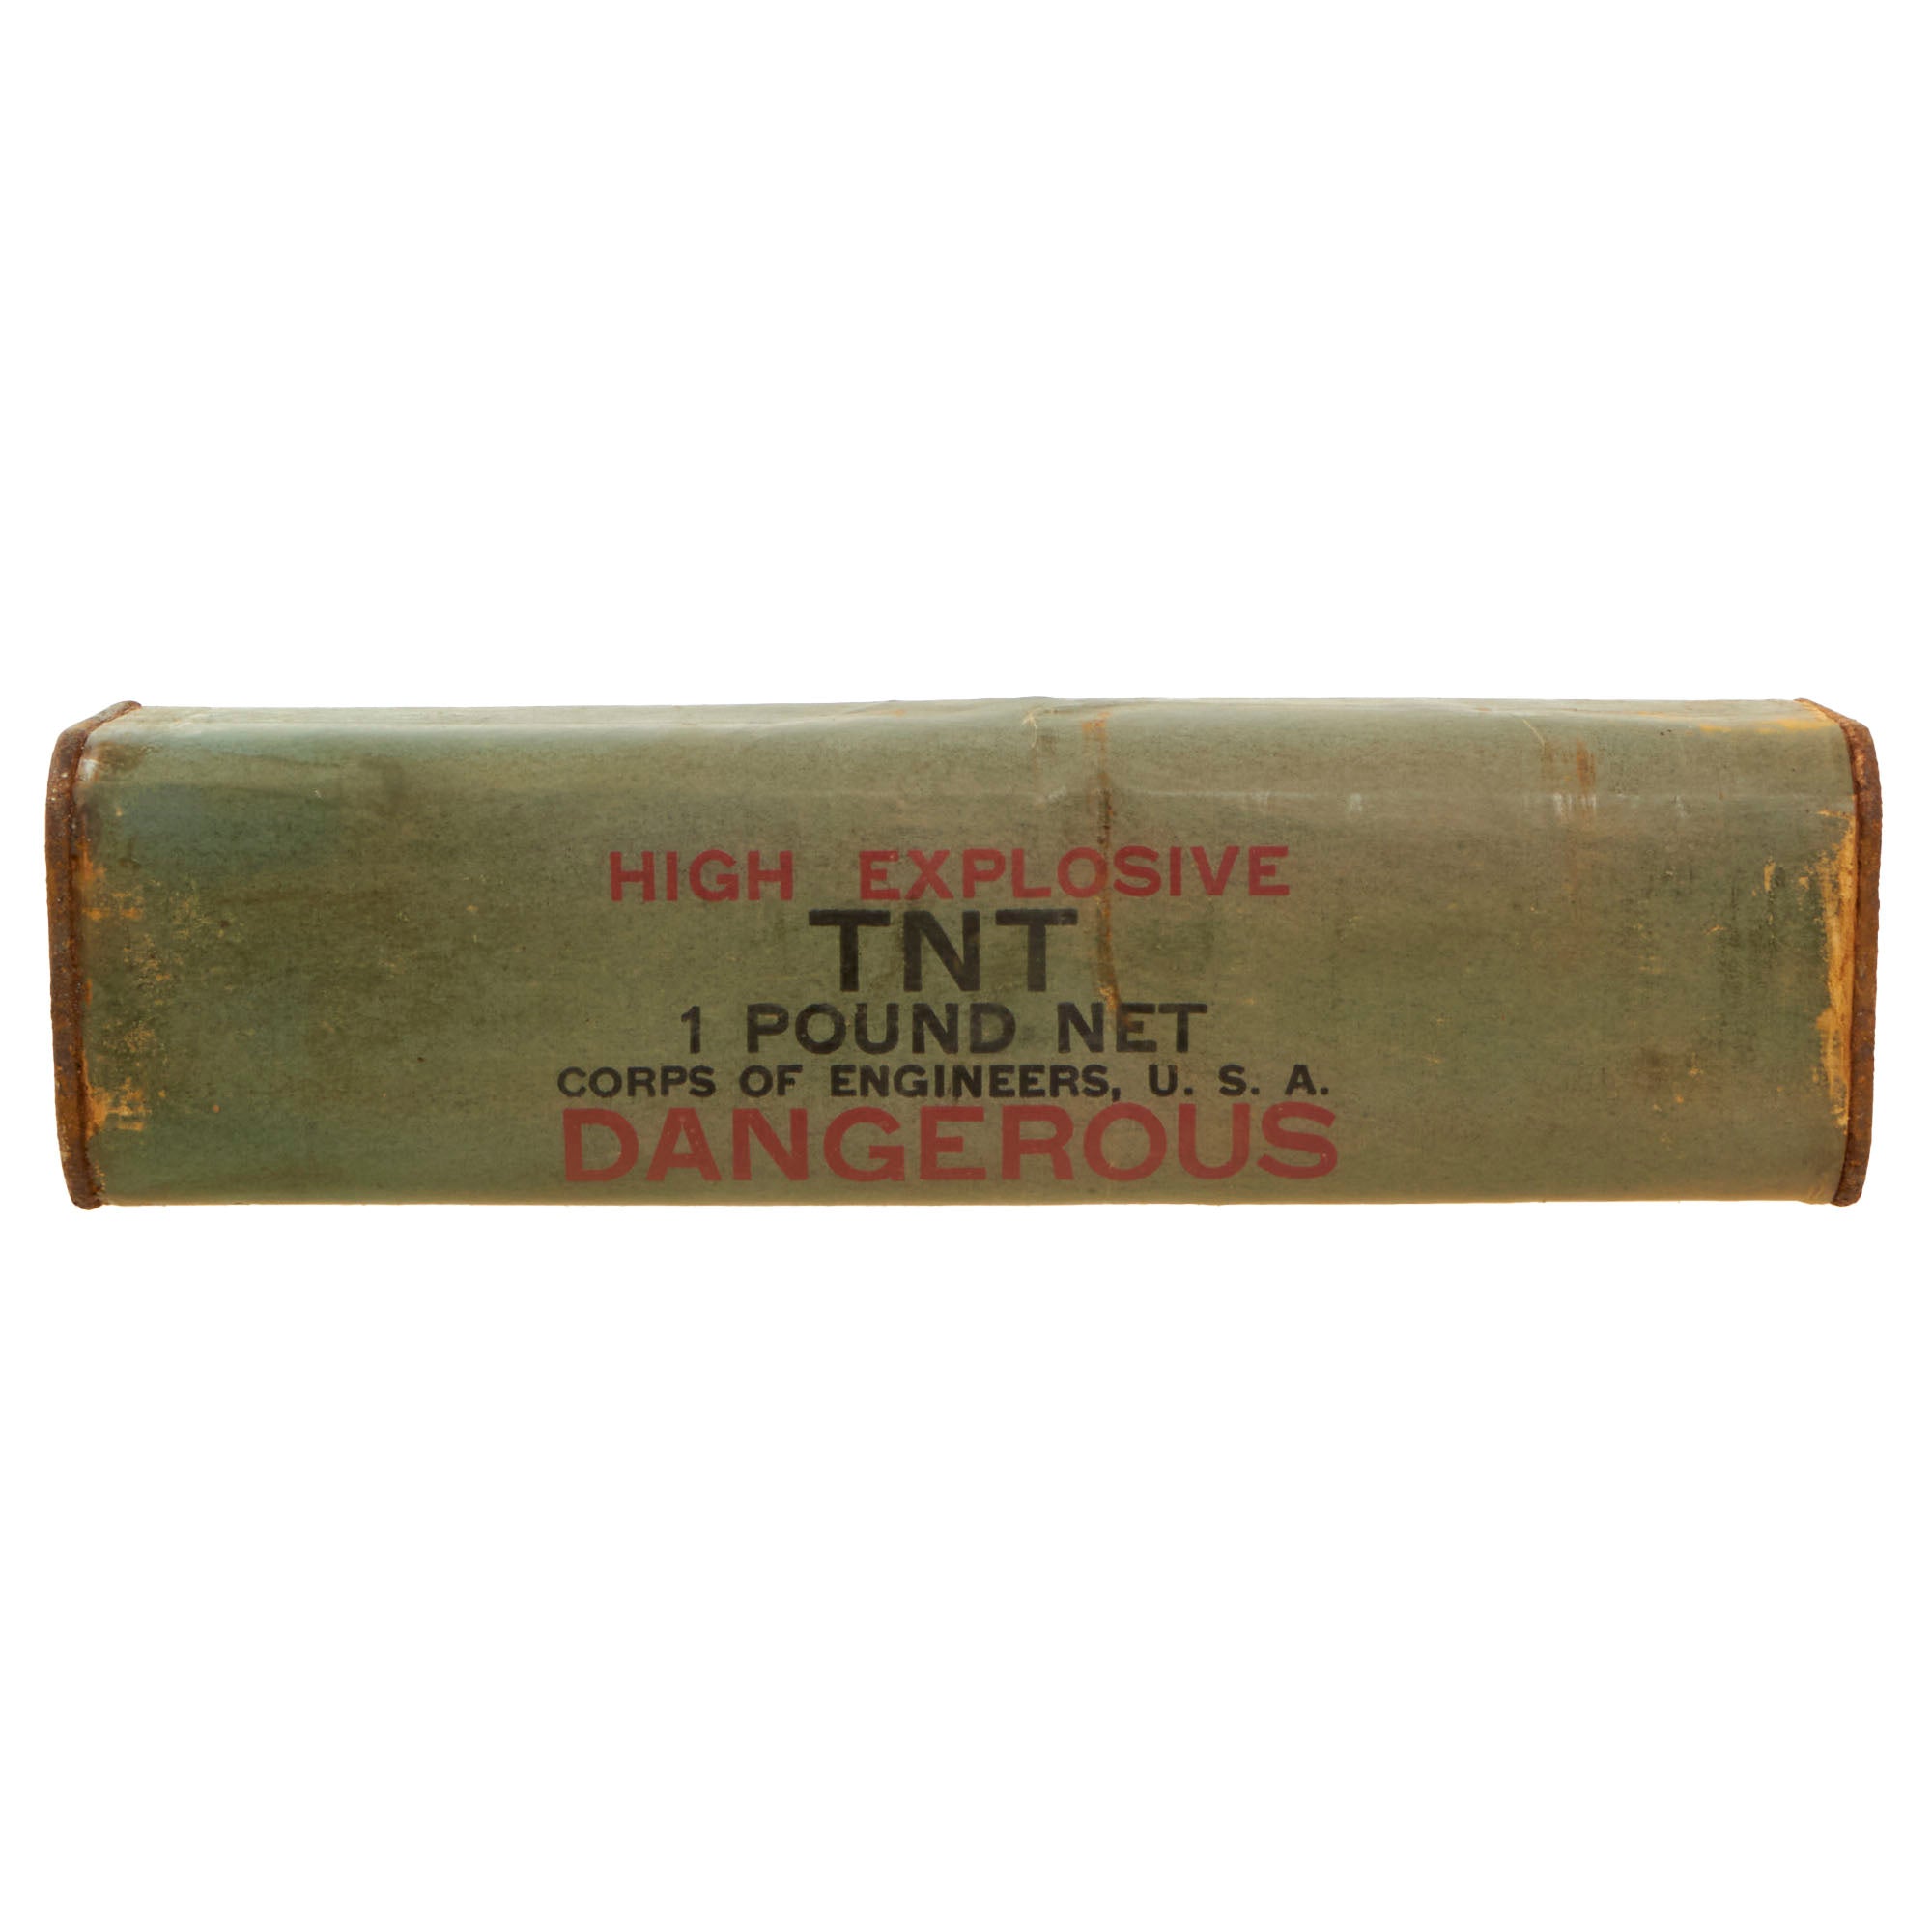 HIGH EXPLOSIVE
TNT
1 POUND NET
CORPS OF ENGINEERS, U. S. A.
DANGEROUS